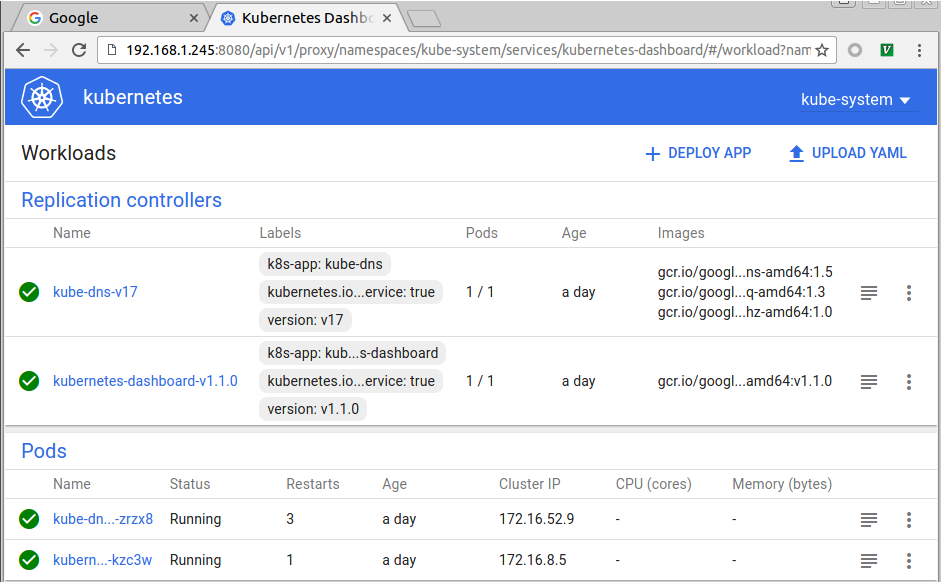 Google
Kubernetes Dashbo
192.168.1.245:8080/api/v1/proxy/namespaces/kube-system/services/kubernetes-dashboard/#/workload?nam
kubernetes
kube-system
Workloads
DEPLOY APP
UPLOAD YAML
Replication controllers
Name Labels Pods Age Images
k8s-app: kube-dns
kubernetes.io...ervice: true
version: v17
kube-dns-v17
1 / 1
a day
gcr.io/googl...ns-amd64:1.5
gcr.io/googl...q-amd64:1.3
gcr.io/googl...hz-amd64:1.0
k8s-app: kub...s-dashboard
kubernetes.io...ervice: true
version: v1.1.0
kubernetes-dashboard-v1.1.0
1 / 1
a day
gcr.io/googl...amd64:v1.1.0
Pods
Name Status Restarts Age Cluster IP CPU (cores) Memory (bytes)
kube-dn...-zrzx8 Running 3 a day 172.16.52.9 - -
kubern...-kzc3w Running 1 a day 172.16.8.5 - -